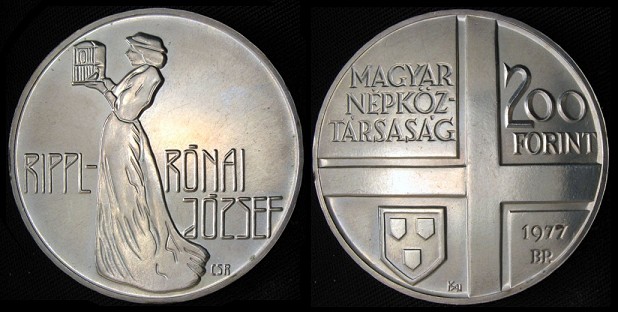 RIPPL-
RÓNAI
JÓZSEF
CSR
MAGYAR
NÉPKÖZ-
TÁRSASÁG
200
FORINT
1977
BP.